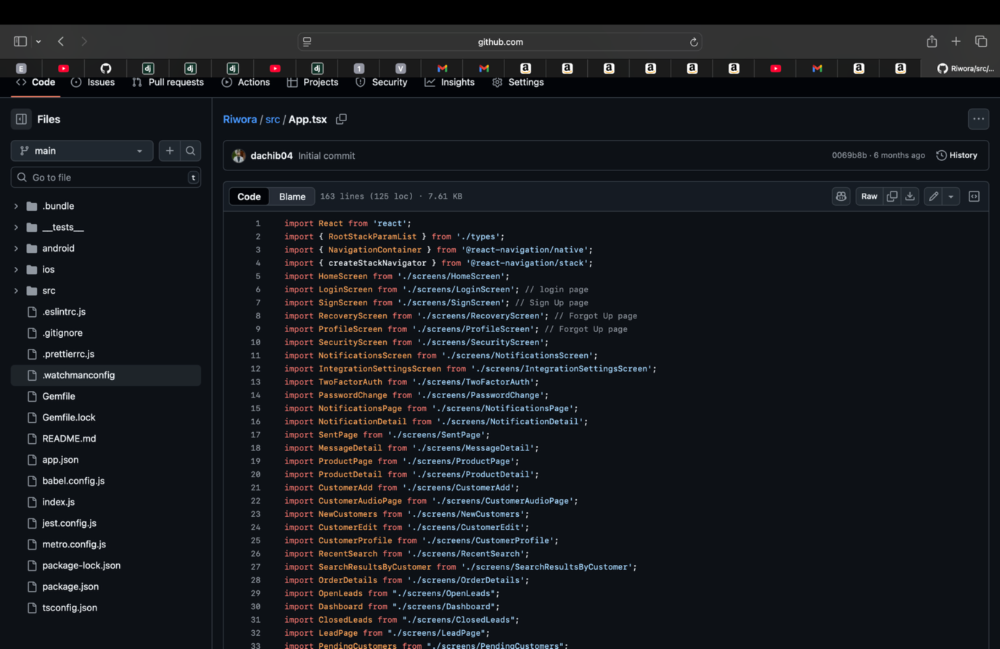 github.com
E
dj
dj
dj
dj
1
V
a
a
a
a
a
a
a
a
Riwora/src/...
Code
Issues
Pull requests
Actions
Projects
Security
Insights
Settings
Files
Riwora / src / App.tsx
main
Go to file
t
dachib04 Initial commit
0069b8b · 6 months ago
History
Code
Blame
163 lines (125 loc) · 7.61 KB
Raw
.bundle
__tests__
android
ios
src
.eslintrc.js
.gitignore
.prettierrc.js
.watchmanconfig
Gemfile
Gemfile.lock
README.md
app.json
babel.config.js
index.js
jest.config.js
metro.config.js
package-lock.json
package.json
tsconfig.json
1 import React from 'react';
2 import { RootStackParamList } from './types';
3 import { NavigationContainer } from '@react-navigation/native';
4 import { createStackNavigator } from '@react-navigation/stack';
5 import HomeScreen from './screens/HomeScreen';
6 import LoginScreen from './screens/LoginScreen'; // login page
7 import SignScreen from './screens/SignScreen'; // Sign Up page
8 import RecoveryScreen from './screens/RecoveryScreen'; // Forgot Up page
9 import ProfileScreen from './screens/ProfileScreen'; // Forgot Up page
10 import SecurityScreen from './screens/SecurityScreen';
11 import NotificationsScreen from './screens/NotificationsScreen';
12 import IntegrationSettingsScreen from './screens/IntegrationSettingsScreen';
13 import TwoFactorAuth from './screens/TwoFactorAuth';
14 import PasswordChange from './screens/PasswordChange';
15 import NotificationsPage from './screens/NotificationsPage';
16 import NotificationDetail from './screens/NotificationDetail';
17 import SentPage from './screens/SentPage';
18 import MessageDetail from './screens/MessageDetail';
19 import ProductPage from './screens/ProductPage';
20 import ProductDetail from './screens/ProductDetail';
21 import CustomerAdd from './screens/CustomerAdd';
22 import CustomerAudioPage from './screens/CustomerAudioPage';
23 import NewCustomers from './screens/NewCustomers';
24 import CustomerEdit from './screens/CustomerEdit';
25 import CustomerProfile from './screens/CustomerProfile';
26 import RecentSearch from './screens/RecentSearch';
27 import SearchResultsByCustomer from './screens/SearchResultsByCustomer';
28 import OrderDetails from './screens/OrderDetails';
29 import OpenLeads from "./screens/OpenLeads";
30 import Dashboard from "./screens/Dashboard";
31 import ClosedLeads from "./screens/ClosedLeads";
32 import LeadPage from "./screens/LeadPage";
33 import PendingCustomers from "./screens/PendingCustomers";